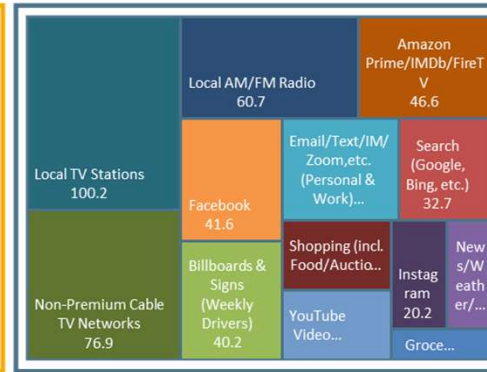 Local TV Stations
100.2
Non-Premium Cable
TV Networks
76.9
Local AM/FM Radio
60.7
Amazon
Prime/IMDb/FireT
V
46.6
Facebook
41.6
Billboards &
Signs
(Weekly
Drivers)
40.2
Email/Text/IM/
Zoom,etc.
(Personal &
Work)...
Search
(Google,
Bing, etc.)
32.7
Shopping (incl.
Food/Auctio...
YouTube
Video...
Instag
ram
20.2
New
s/W
eath
er/...
Groce...